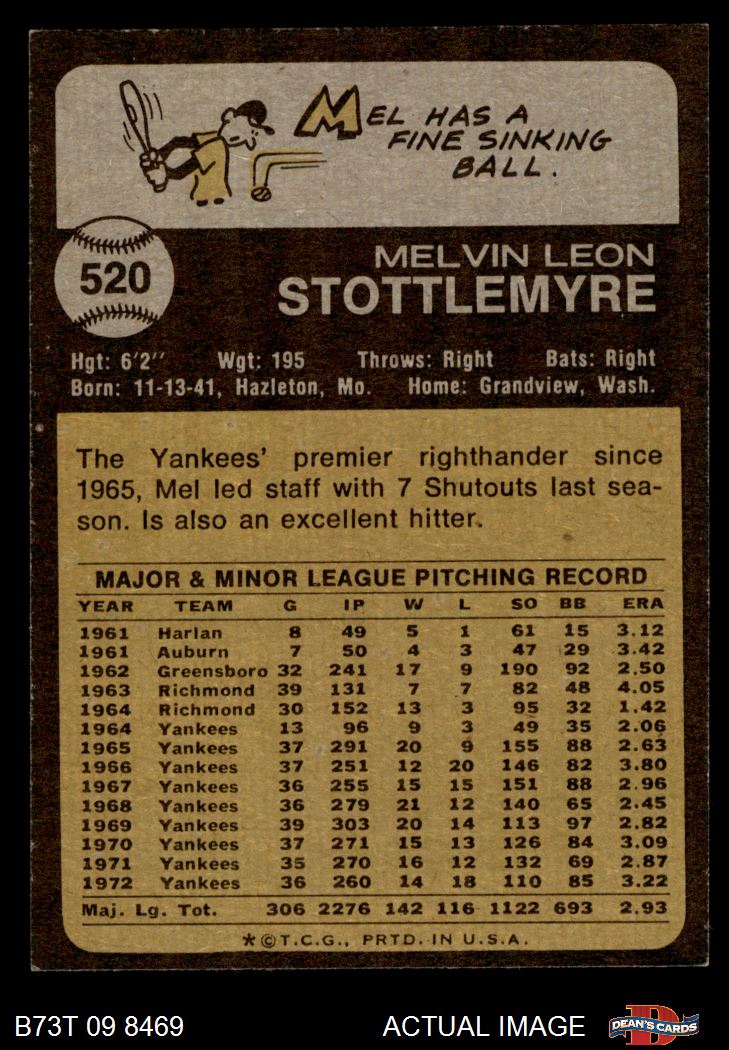 MEL HAS A
FINE SINKING
BALL.
520
MELVIN LEON
STOTTLEMYRE
Hgt: 6'2" Wgt: 195 Throws: Right Bats: Right
Born: 11-13-41, Hazleton, Mo. Home: Grandview, Wash.
The Yankees' premier righthander since
1965, Mel led staff with 7 Shutouts last sea-
son. Is also an excellent hitter.
MAJOR & MINOR LEAGUE PITCHING RECORD
YEAR TEAM G IP W L SO BB ERA
1961 Harlan 8 49 5 1 61 15 3.12
1961 Auburn 7 50 4 3 47 29 3.42
1962 Greensboro 32 241 17 9 190 92 2.50
1963 Richmond 39 131 7 7 82 48 4.05
1964 Richmond 30 152 13 3 95 32 1.42
1964 Yankees 13 96 9 3 49 35 2.06
1965 Yankees 37 291 20 9 155 88 2.63
1966 Yankees 37 251 12 20 146 82 3.80
1967 Yankees 36 255 15 15 151 88 2.96
1968 Yankees 36 279 21 12 140 65 2.45
1969 Yankees 39 303 20 14 113 97 2.82
1970 Yankees 37 271 15 13 126 84 3.09
1971 Yankees 35 270 16 12 132 69 2.87
1972 Yankees 36 260 14 18 110 85 3.22
Maj. Lg. Tot. 306 2276 142 116 1122 693 2.93
*©T.C.G., PRTD. IN U.S.A.
B73T 09 8469 ACTUAL IMAGE DEAN'S CARDS